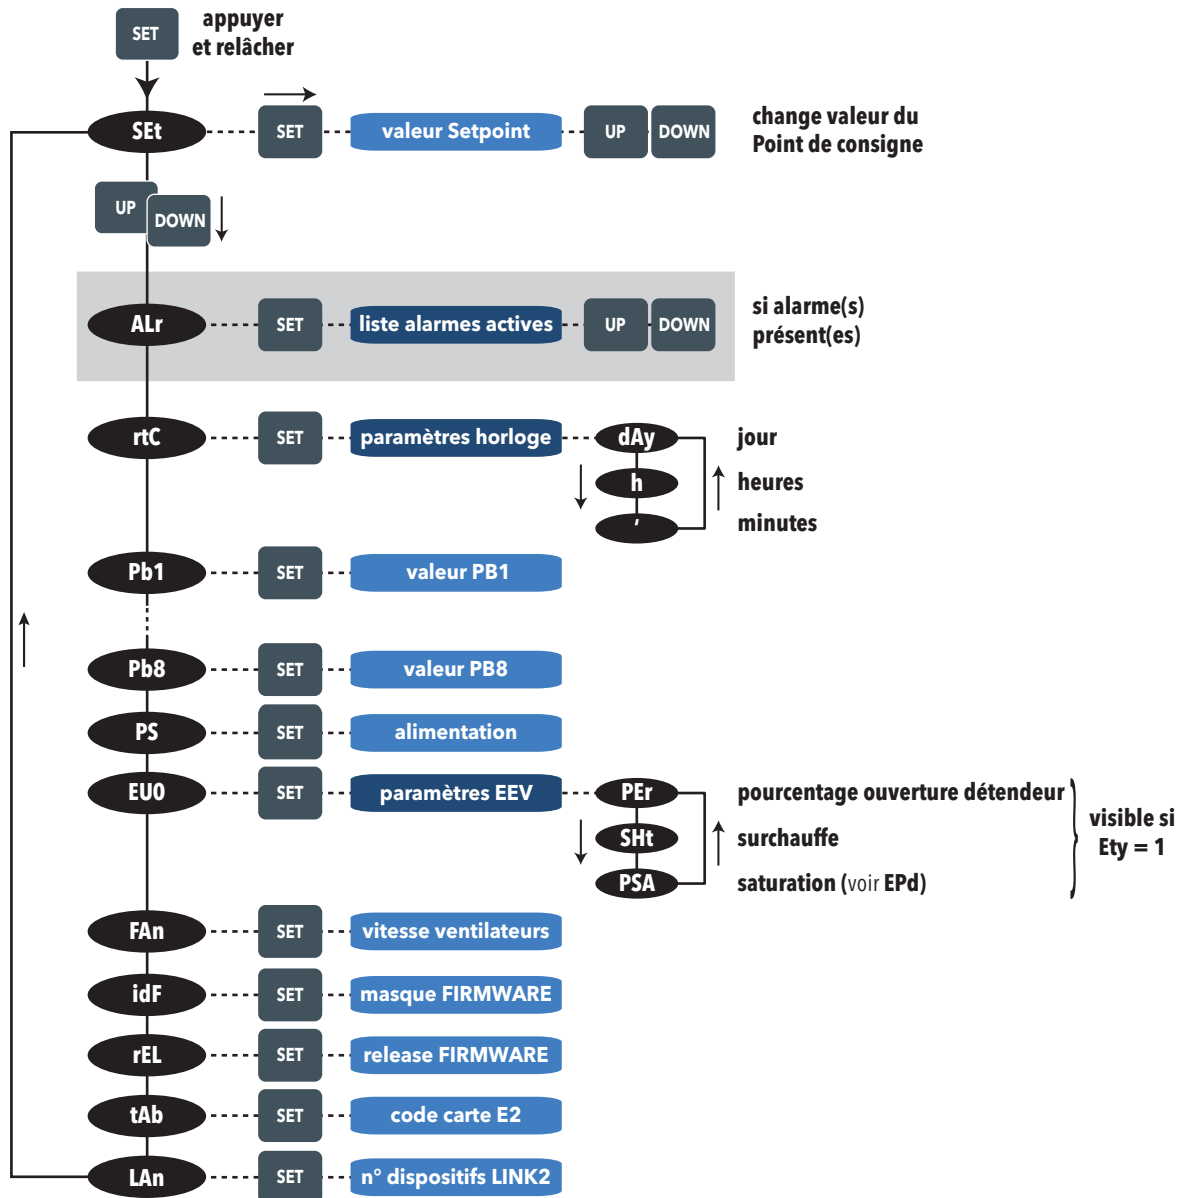 SET
appuyer
et relâcher
SEt
SET
valeur Setpoint
UP
DOWN
change valeur du
Point de consigne
UP
DOWN
ALr
SET
liste alarmes actives
UP
DOWN
si alarme(s)
présent(es)
rtC
SET
paramètres horloge
dAy
jour
h
heures
'
minutes
Pb1
SET
valeur PB1
Pb8
SET
valeur PB8
PS
SET
alimentation
EU0
SET
paramètres EEV
PEr
pourcentage ouverture détendeur
SHt
surchauffe
PSA
saturation (voir EPd)
visible si
Ety = 1
FAn
SET
vitesse ventilateurs
idF
SET
masque FIRMWARE
rEL
SET
release FIRMWARE
tAb
SET
code carte E2
LAn
SET
n° dispositifs LINK2